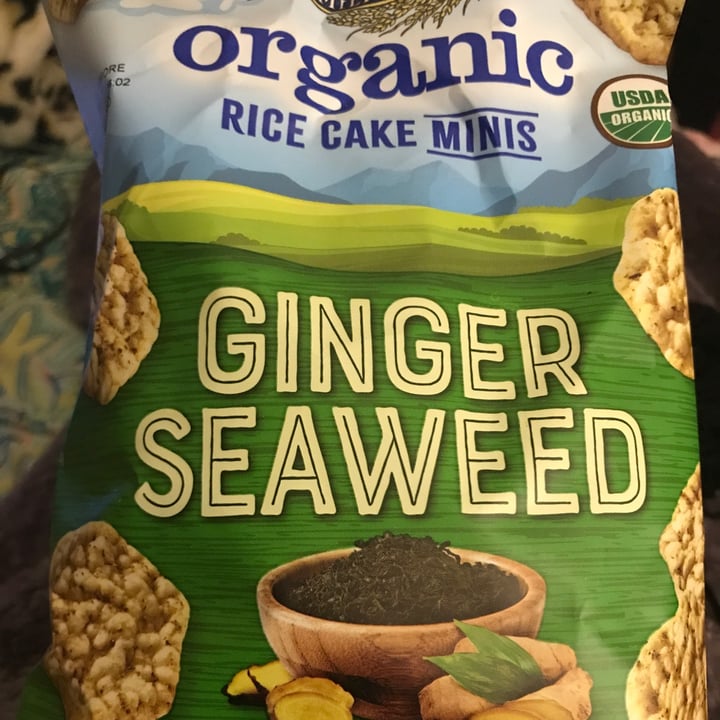 organic
RICE CAKE MINIS
USDA
ORGANIC
GINGER
SEAWEED